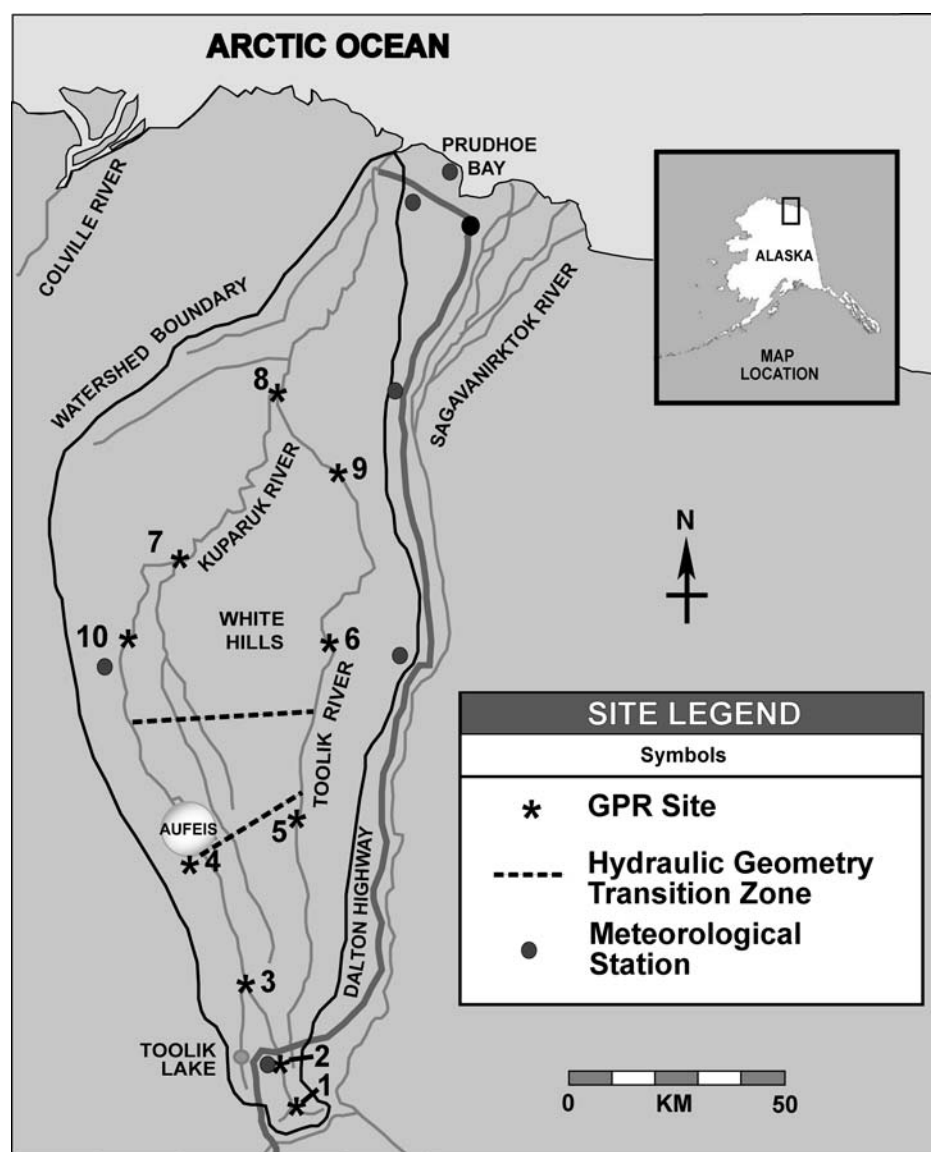 ARCTIC OCEAN
PRUDHOE
BAY
COLVILLE RIVER
WATERSHED BOUNDARY
SAGAVANIRKTOK RIVER
ALASKA
MAP
LOCATION
8
9
KUPARUK RIVER
7
N
WHITE
HILLS
10
6
TOOLIK RIVER
SITE LEGEND
Symbols
* GPR Site
Hydraulic Geometry
Transition Zone
Meteorological
Station
AUFEIS
5
4
DALTON HIGHWAY
3
TOOLIK
LAKE
2
1
0 KM 50